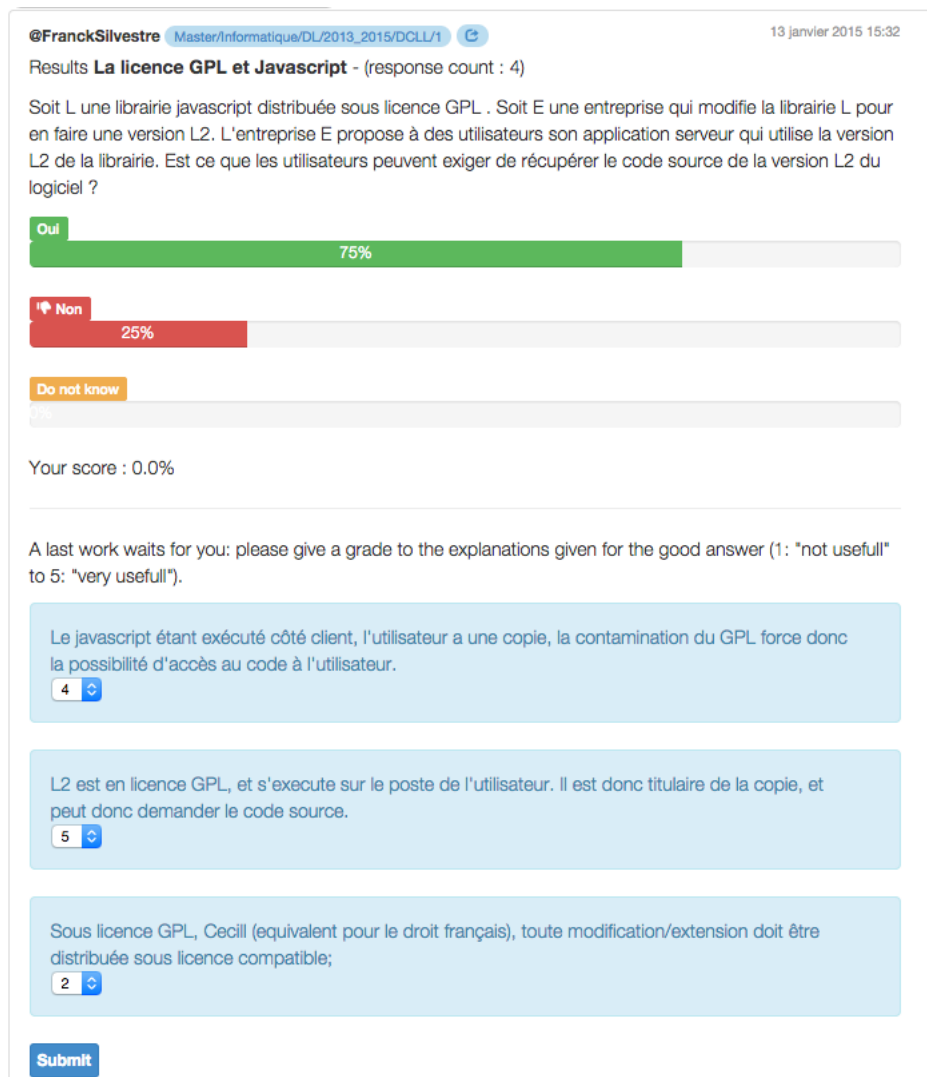 @FranckSilvestre Master/Informatique/DL/2013_2015/DCLL/1 13 janvier 2015 15:32
Results La licence GPL et Javascript - (response count : 4)
Soit L une librairie javascript distribuée sous licence GPL . Soit E une entreprise qui modifie la librairie L pour
en faire une version L2. L'entreprise E propose à des utilisateurs son application serveur qui utilise la version
L2 de la librairie. Est ce que les utilisateurs peuvent exiger de récupérer le code source de la version L2 du
logiciel ?
Oui
75%
Non
25%
Do not know
0%
Your score : 0.0%
A last work waits for you: please give a grade to the explanations given for the good answer (1: "not usefull"
to 5: "very usefull").
Le javascript étant exécuté côté client, l'utilisateur a une copie, la contamination du GPL force donc
la possibilité d'accès au code à l'utilisateur.
4
L2 est en licence GPL, et s'execute sur le poste de l'utilisateur. Il est donc titulaire de la copie, et
peut donc demander le code source.
5
Sous licence GPL, Cecill (equivalent pour le droit français), toute modification/extension doit être
distribuée sous licence compatible;
2
Submit